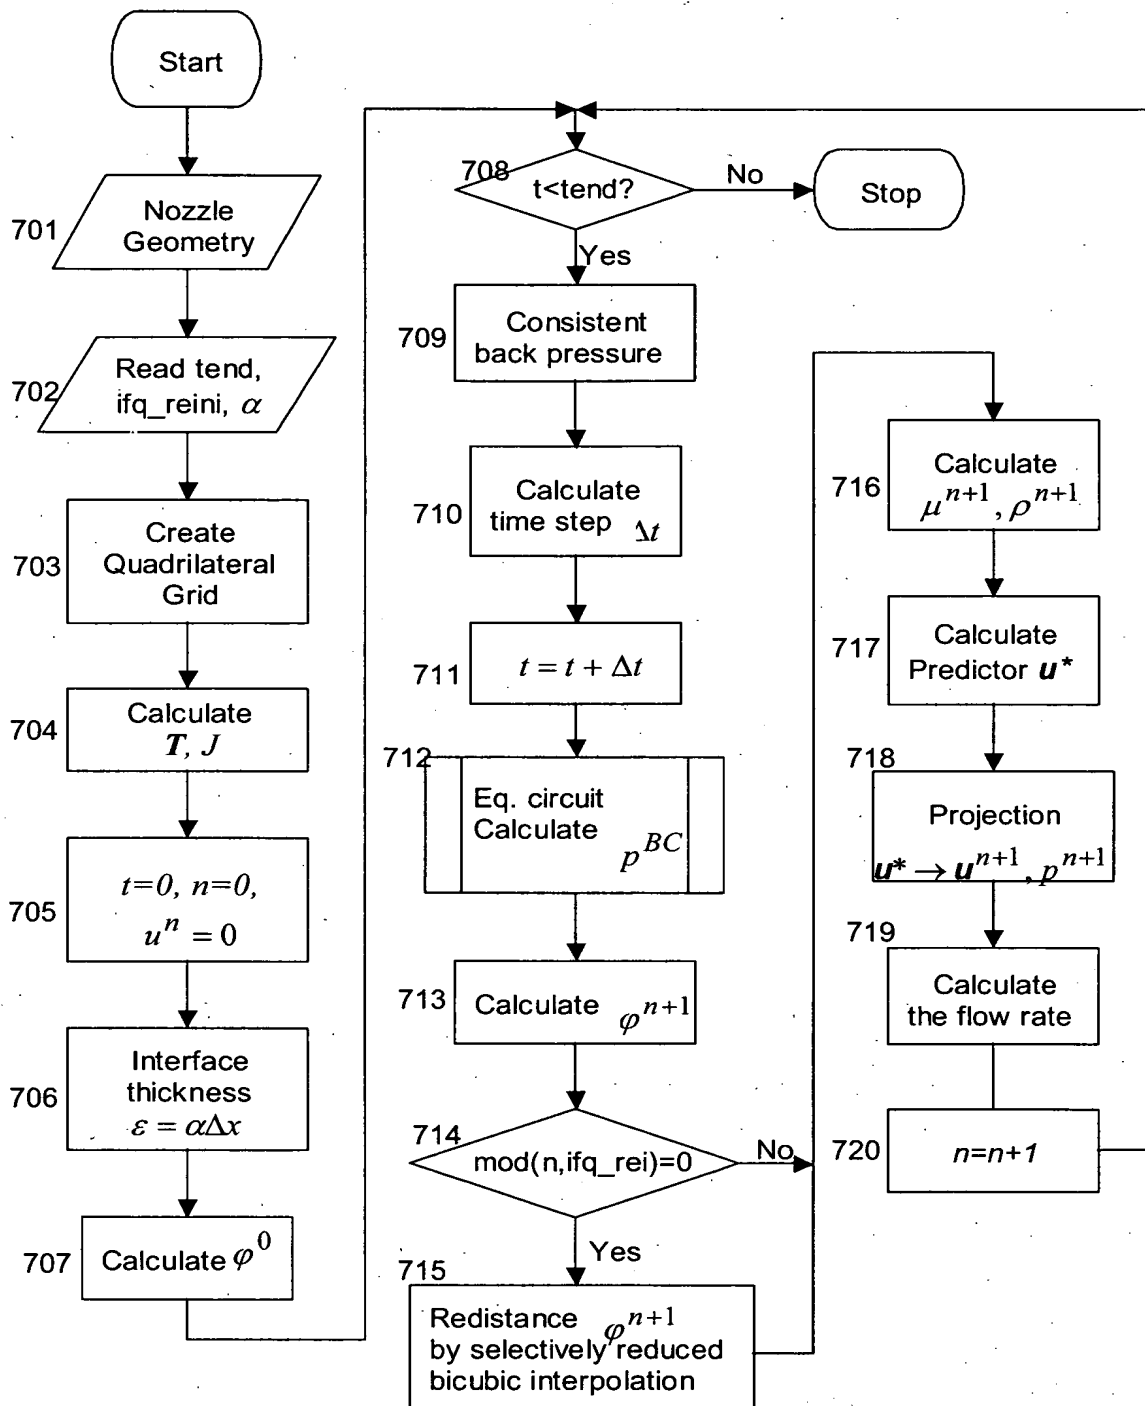 Start
701
Nozzle
Geometry
702
Read tend,
ifq_reini, α
703
Create
Quadrilateral
Grid
704
Calculate
T, J
705
t=0, n=0,
uⁿ = 0
706
Interface
thickness
ε = αΔx
707
Calculate φ⁰
708
t<tend?
No
Stop
Yes
709
Consistent
back pressure
710
Calculate
time step Δt
711
t = t + Δt
712
Eq. circuit
Calculate
p^{BC}
713
Calculate φ^{n+1}
714
mod(n,ifq_rei)=0
No
Yes
715
Redistance φ^{n+1}
by selectively reduced
bicubic interpolation
716
Calculate
μ^{n+1}, ρ^{n+1}
717
Calculate
Predictor u*
718
Projection
u* → u^{n+1}, p^{n+1}
719
Calculate
the flow rate
720
n=n+1